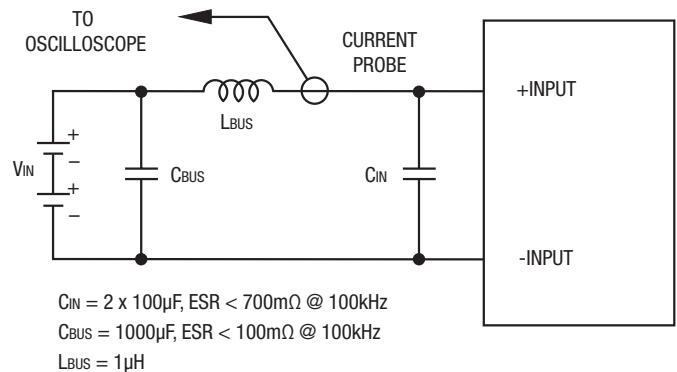 TO
OSCILLOSCOPE
CURRENT
PROBE
+INPUT
LBUS
+
VIN
−
+
−
CBUS
CIN
-INPUT
CIN = 2 x 100µF, ESR < 700mΩ @ 100kHz
CBUS = 1000µF, ESR < 100mΩ @ 100kHz
LBUS = 1µH